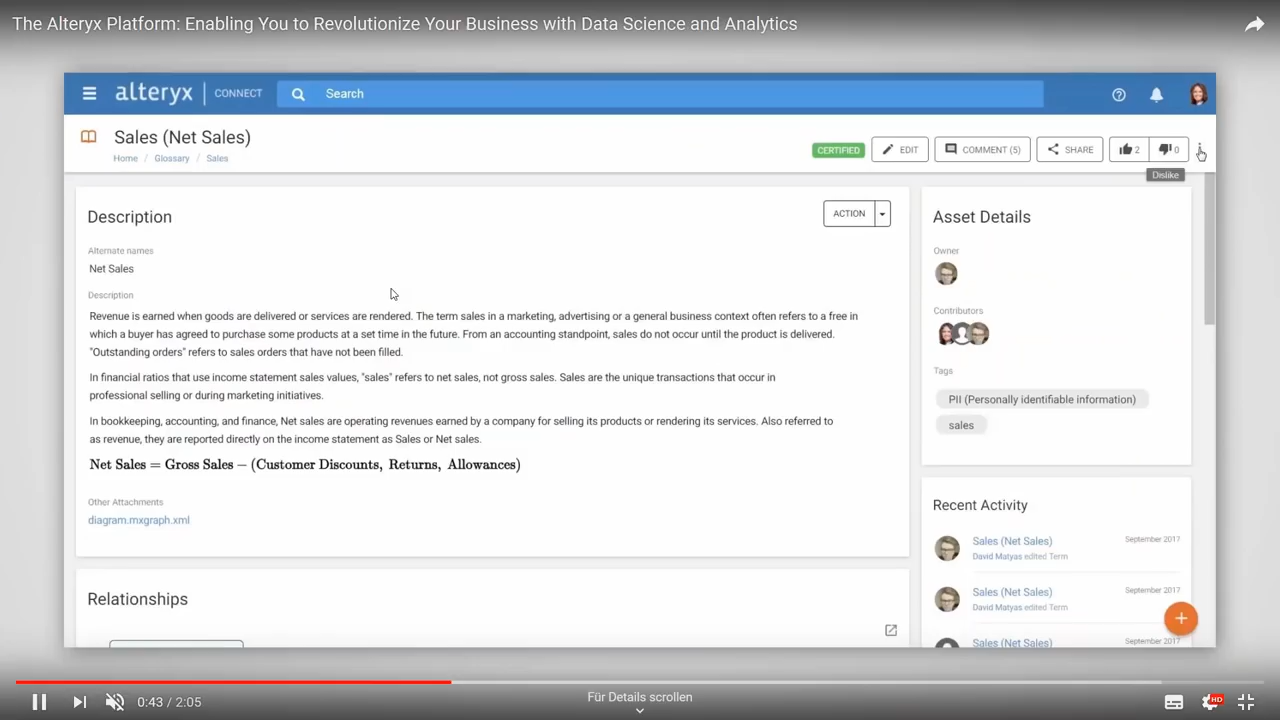 The Alteryx Platform: Enabling You to Revolutionize Your Business with Data Science and Analytics
alteryx CONNECT Search
Sales (Net Sales)
Home / Glossary / Sales
CERTIFIED EDIT COMMENT (5) SHARE 2 0
Dislike
Description
ACTION
Alternate names
Net Sales
Description
Revenue is earned when goods are delivered or services are rendered. The term sales in a marketing, advertising or a general business context often refers to a free in
which a buyer has agreed to purchase some products at a set time in the future. From an accounting standpoint, sales do not occur until the product is delivered.
"Outstanding orders" refers to sales orders that have not been filled.
In financial ratios that use income statement sales values, "sales" refers to net sales, not gross sales. Sales are the unique transactions that occur in
professional selling or during marketing initiatives.
In bookkeeping, accounting, and finance, Net sales are operating revenues earned by a company for selling its products or rendering its services. Also referred to
as revenue, they are reported directly on the income statement as Sales or Net sales.
Net Sales = Gross Sales − (Customer Discounts, Returns, Allowances)
Other Attachments
diagram.mxgraph.xml
Relationships
Asset Details
Owner
Contributors
Tags
PII (Personally identifiable information)
sales
Recent Activity
Sales (Net Sales) September 2017
David Matyas edited Term
Sales (Net Sales) September 2017
David Matyas edited Term
Sales (Net Sales) September 2017
0:43 / 2:05
Für Details scrollen
HD